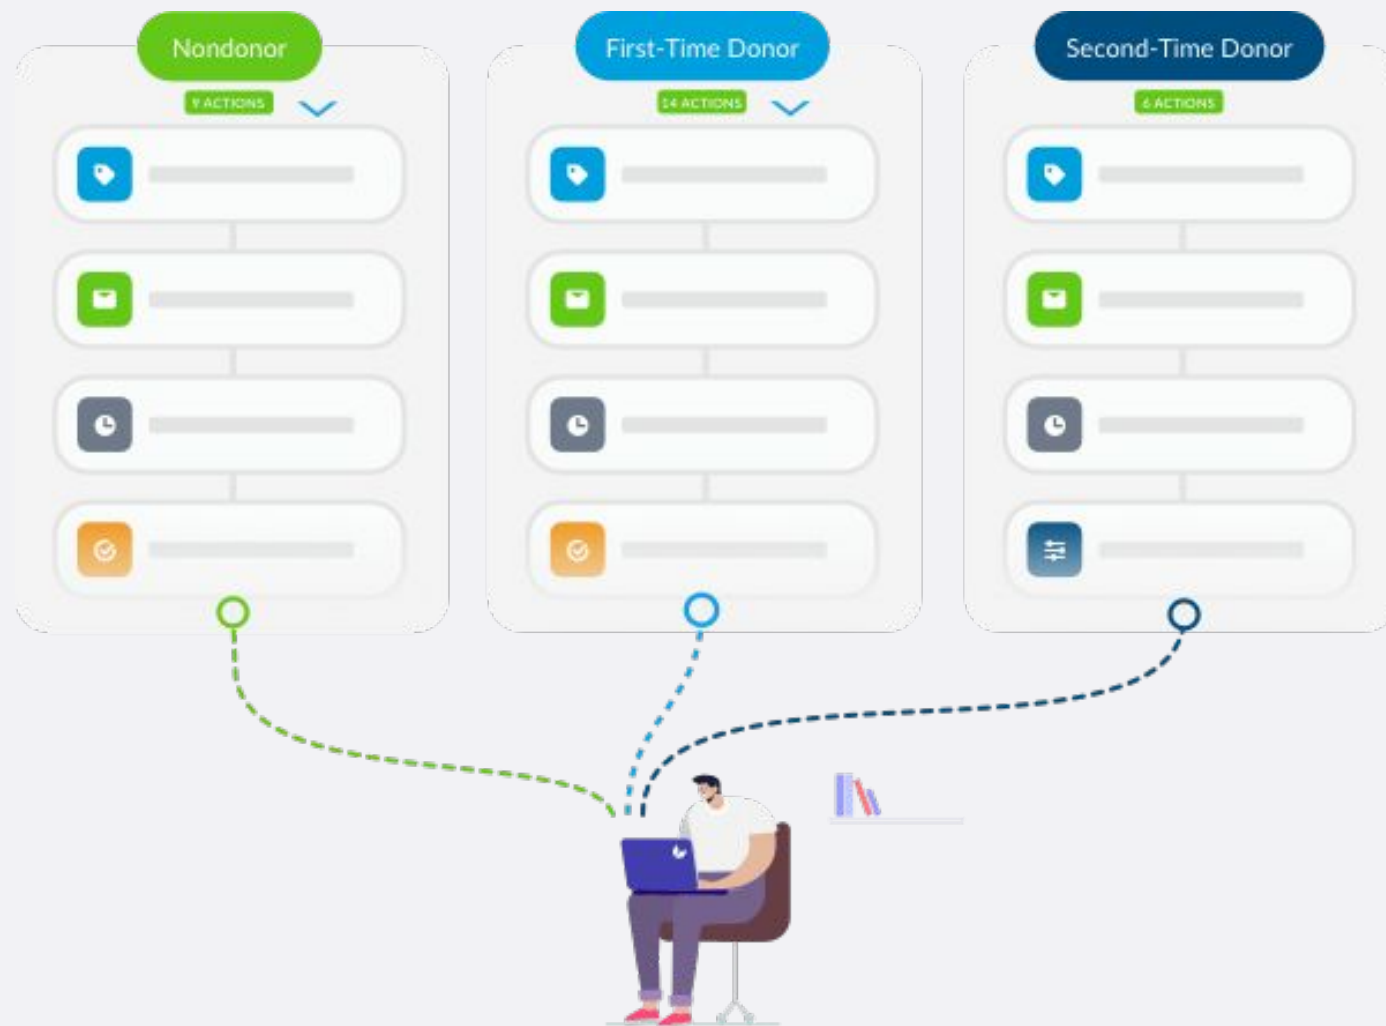 Nondonor
9 ACTIONS
First-Time Donor
14 ACTIONS
Second-Time Donor
6 ACTIONS